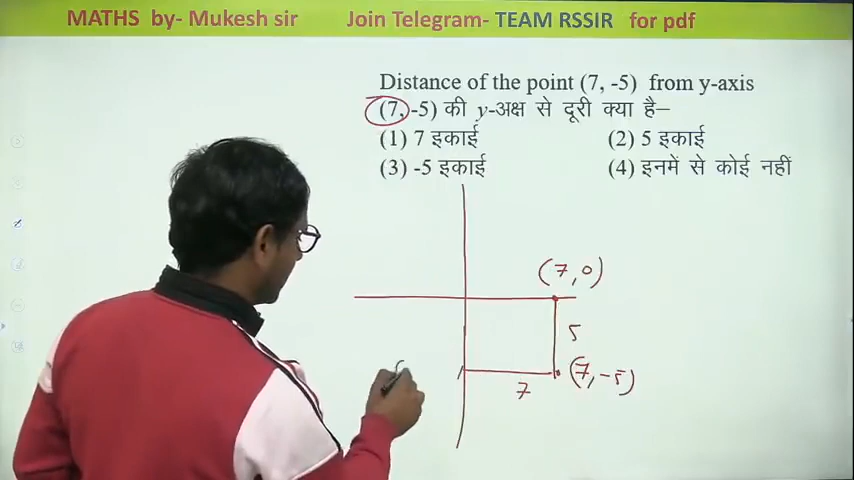 MATHS by- Mukesh sir Join Telegram- TEAM RSSIR for pdf
Distance of the point (7, -5) from y-axis
(7, -5) की y-अक्ष से दूरी क्या है–
(1) 7 इकाई (2) 5 इकाई
(3) -5 इकाई (4) इनमें से कोई नहीं
(7,0)
5
(7,-5)
7